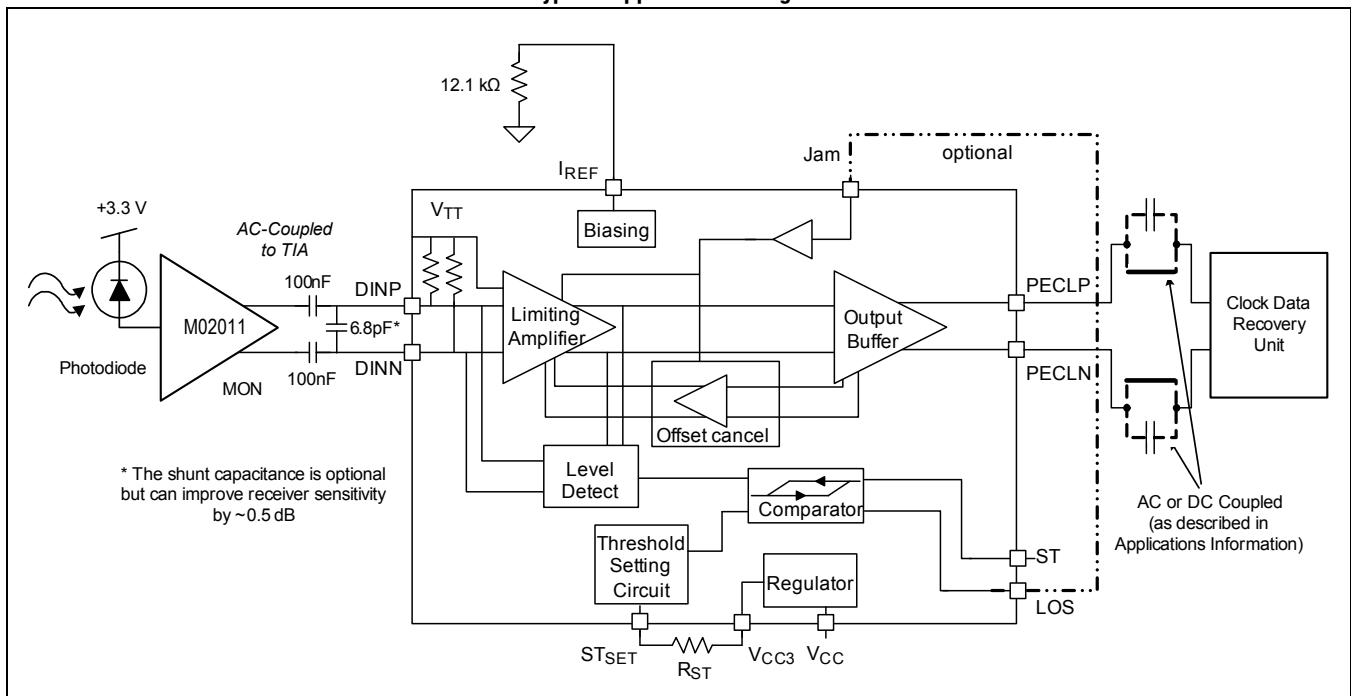 12.1 kΩ
Jam
optional
IREF
+3.3 V
AC-Coupled
to TIA
VTT
Biasing
100nF
DINP
PECLP
M02011
6.8pF*
Limiting
Amplifier
Output
Buffer
Clock Data
Recovery
Unit
Photodiode
MON
100nF
DINN
PECLN
Offset cancel
* The shunt capacitance is optional
but can improve receiver sensitivity
by ~0.5 dB
Level
Detect
Comparator
AC or DC Coupled
(as described in
Applications Information)
Threshold
Setting
Circuit
Regulator
ST
LOS
STSET
RST
VCC3
VCC